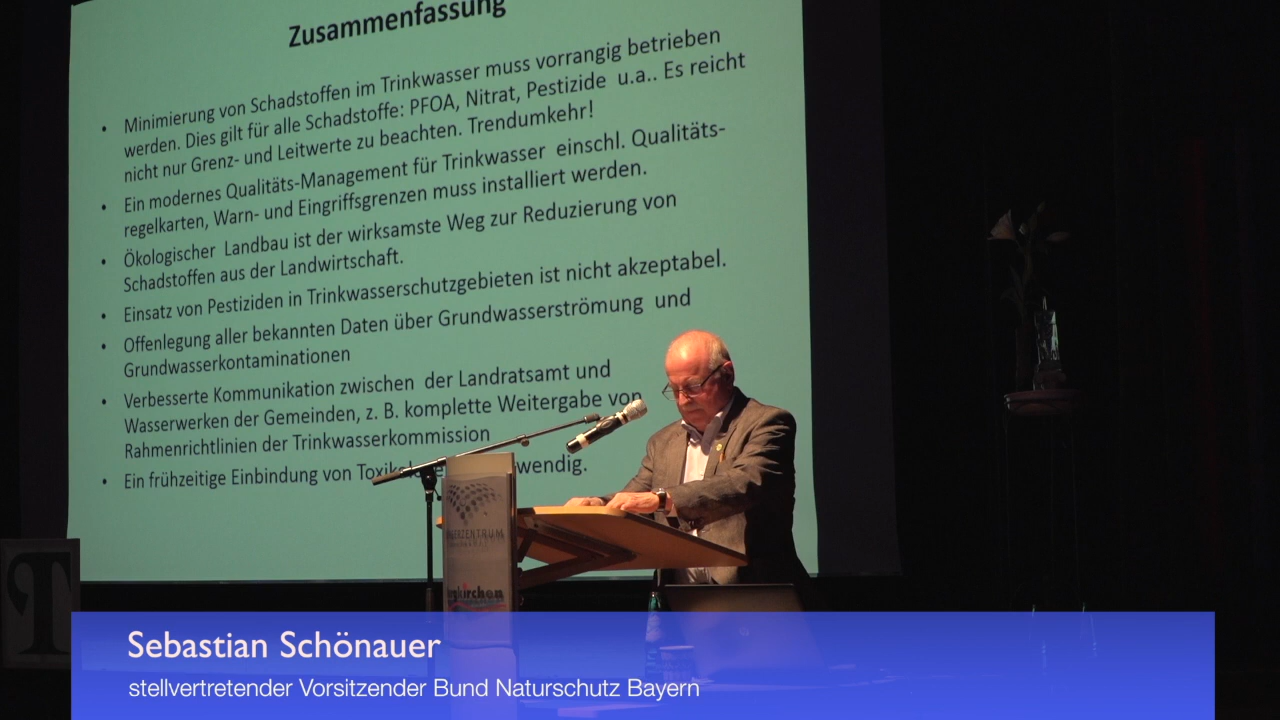 Zusammenfassung
• Minimierung von Schadstoffen im Trinkwasser muss vorrangig betrieben
werden. Dies gilt für alle Schadstoffe: PFOA, Nitrat, Pestizide u.a.. Es reicht
nicht nur Grenz- und Leitwerte zu beachten. Trendumkehr!
• Ein modernes Qualitäts-Management für Trinkwasser einschl. Qualitäts-
regelkarten, Warn- und Eingriffsgrenzen muss installiert werden.
• Ökologischer Landbau ist der wirksamste Weg zur Reduzierung von
Schadstoffen aus der Landwirtschaft.
• Einsatz von Pestiziden in Trinkwasserschutzgebieten ist nicht akzeptabel.
• Offenlegung aller bekannten Daten über Grundwasserströmung und
Grundwasserkontaminationen
• Verbesserte Kommunikation zwischen der Landratsamt und
Wasserwerken der Gemeinden, z. B. komplette Weitergabe von
Rahmenrichtlinien der Trinkwasserkommission
• Ein frühzeitige Einbindung von wendig.
T
Sebastian Schönauer
stellvertretender Vorsitzender Bund Naturschutz Bayern